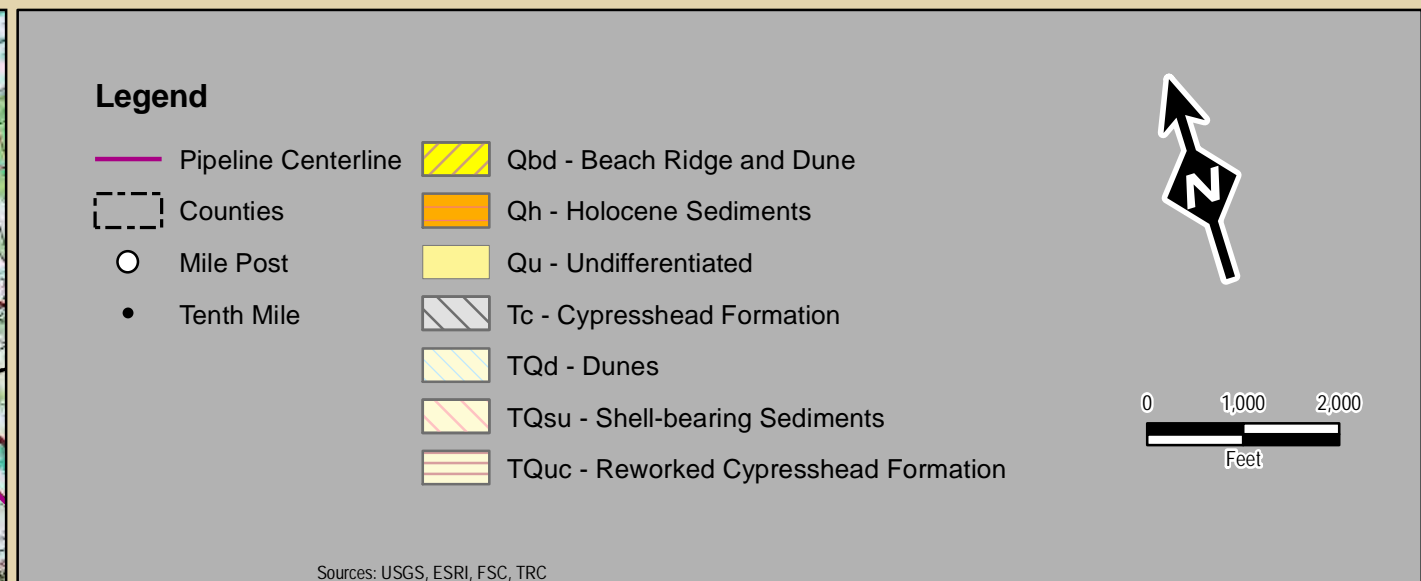 Legend
Pipeline Centerline
Counties
Mile Post
Tenth Mile
Qbd - Beach Ridge and Dune
Qh - Holocene Sediments
Qu - Undifferentiated
Tc - Cypresshead Formation
TQd - Dunes
TQsu - Shell-bearing Sediments
TQuc - Reworked Cypresshead Formation
N
0 1,000 2,000
Feet
Sources: USGS, ESRI, FSC, TRC